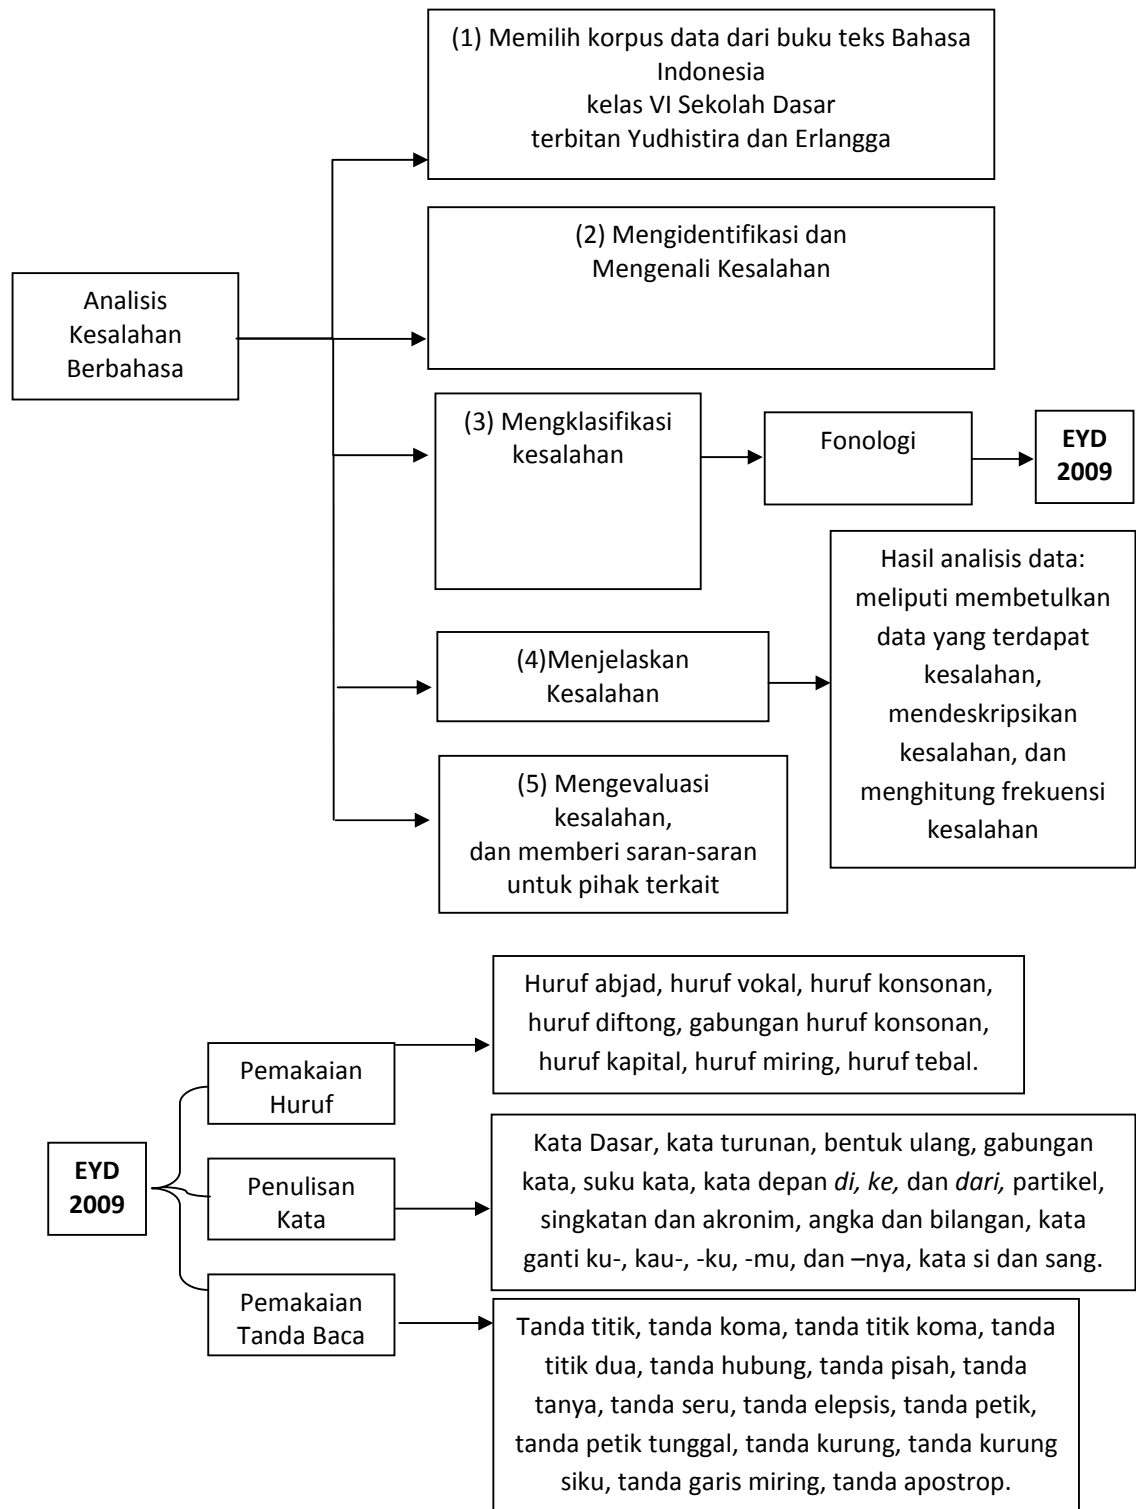 (1) Memilih korpus data dari buku teks Bahasa
Indonesia
kelas VI Sekolah Dasar
terbitan Yudhistira dan Erlangga
(2) Mengidentifikasi dan
Mengenali Kesalahan
Analisis
Kesalahan
Berbahasa
(3) Mengklasifikasi
kesalahan
Fonologi
EYD
2009
(4)Menjelaskan
Kesalahan
Hasil analisis data:
meliputi membetulkan
data yang terdapat
kesalahan,
mendeskripsikan
kesalahan, dan
menghitung frekuensi
kesalahan
(5) Mengevaluasi
kesalahan,
dan memberi saran-saran
untuk pihak terkait
EYD
2009
Pemakaian
Huruf
Huruf abjad, huruf vokal, huruf konsonan,
huruf diftong, gabungan huruf konsonan,
huruf kapital, huruf miring, huruf tebal.
Penulisan
Kata
Kata Dasar, kata turunan, bentuk ulang, gabungan
kata, suku kata, kata depan di, ke, dan dari, partikel,
singkatan dan akronim, angka dan bilangan, kata
ganti ku-, kau-, -ku, -mu, dan –nya, kata si dan sang.
Pemakaian
Tanda Baca
Tanda titik, tanda koma, tanda titik koma, tanda
titik dua, tanda hubung, tanda pisah, tanda
tanya, tanda seru, tanda elepsis, tanda petik,
tanda petik tunggal, tanda kurung, tanda kurung
siku, tanda garis miring, tanda apostrop.